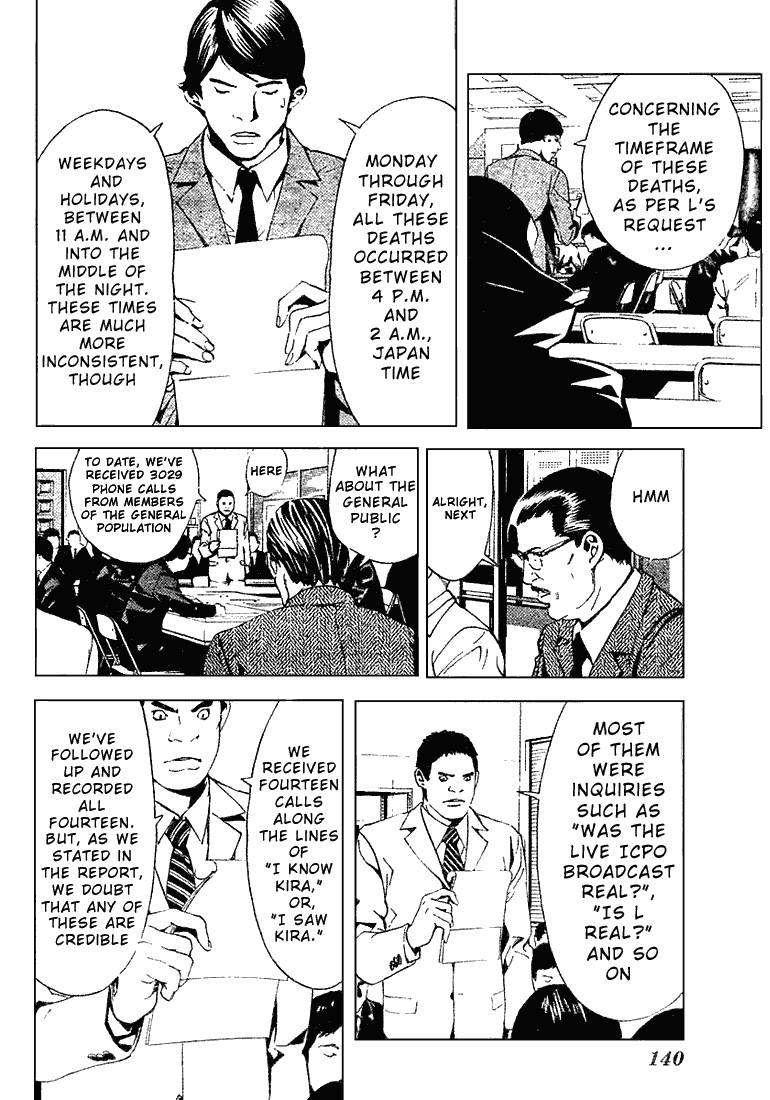 CONCERNING
THE
TIMEFRAME
OF THESE
DEATHS,
AS PER L'S
REQUEST
...
MONDAY
THROUGH
FRIDAY,
ALL THESE
DEATHS
OCCURRED
BETWEEN
4 P.M.
AND
2 A.M.,
JAPAN
TIME
WEEKDAYS
AND
HOLIDAYS,
BETWEEN
11 A.M. AND
INTO THE
MIDDLE OF
THE NIGHT.
THESE TIMES
ARE MUCH
MORE
INCONSISTENT,
THOUGH
HMM
ALRIGHT,
NEXT
WHAT
ABOUT THE
GENERAL
PUBLIC
?
HERE
TO DATE, WE'VE
RECEIVED 3029
PHONE CALLS
FROM MEMBERS
OF THE GENERAL
POPULATION
MOST
OF THEM
WERE
INQUIRIES
SUCH AS
"WAS THE
LIVE ICPO
BROADCAST
REAL?",
"IS L
REAL?"
AND SO
ON
WE
RECEIVED
FOURTEEN
CALLS
ALONG
THE LINES
OF
"I KNOW
KIRA,"
OR,
"I SAW
KIRA."
WE'VE
FOLLOWED
UP AND
RECORDED
ALL
FOURTEEN.
BUT, AS WE
STATED IN
THE REPORT,
WE DOUBT
THAT ANY OF
THESE ARE
CREDIBLE
140